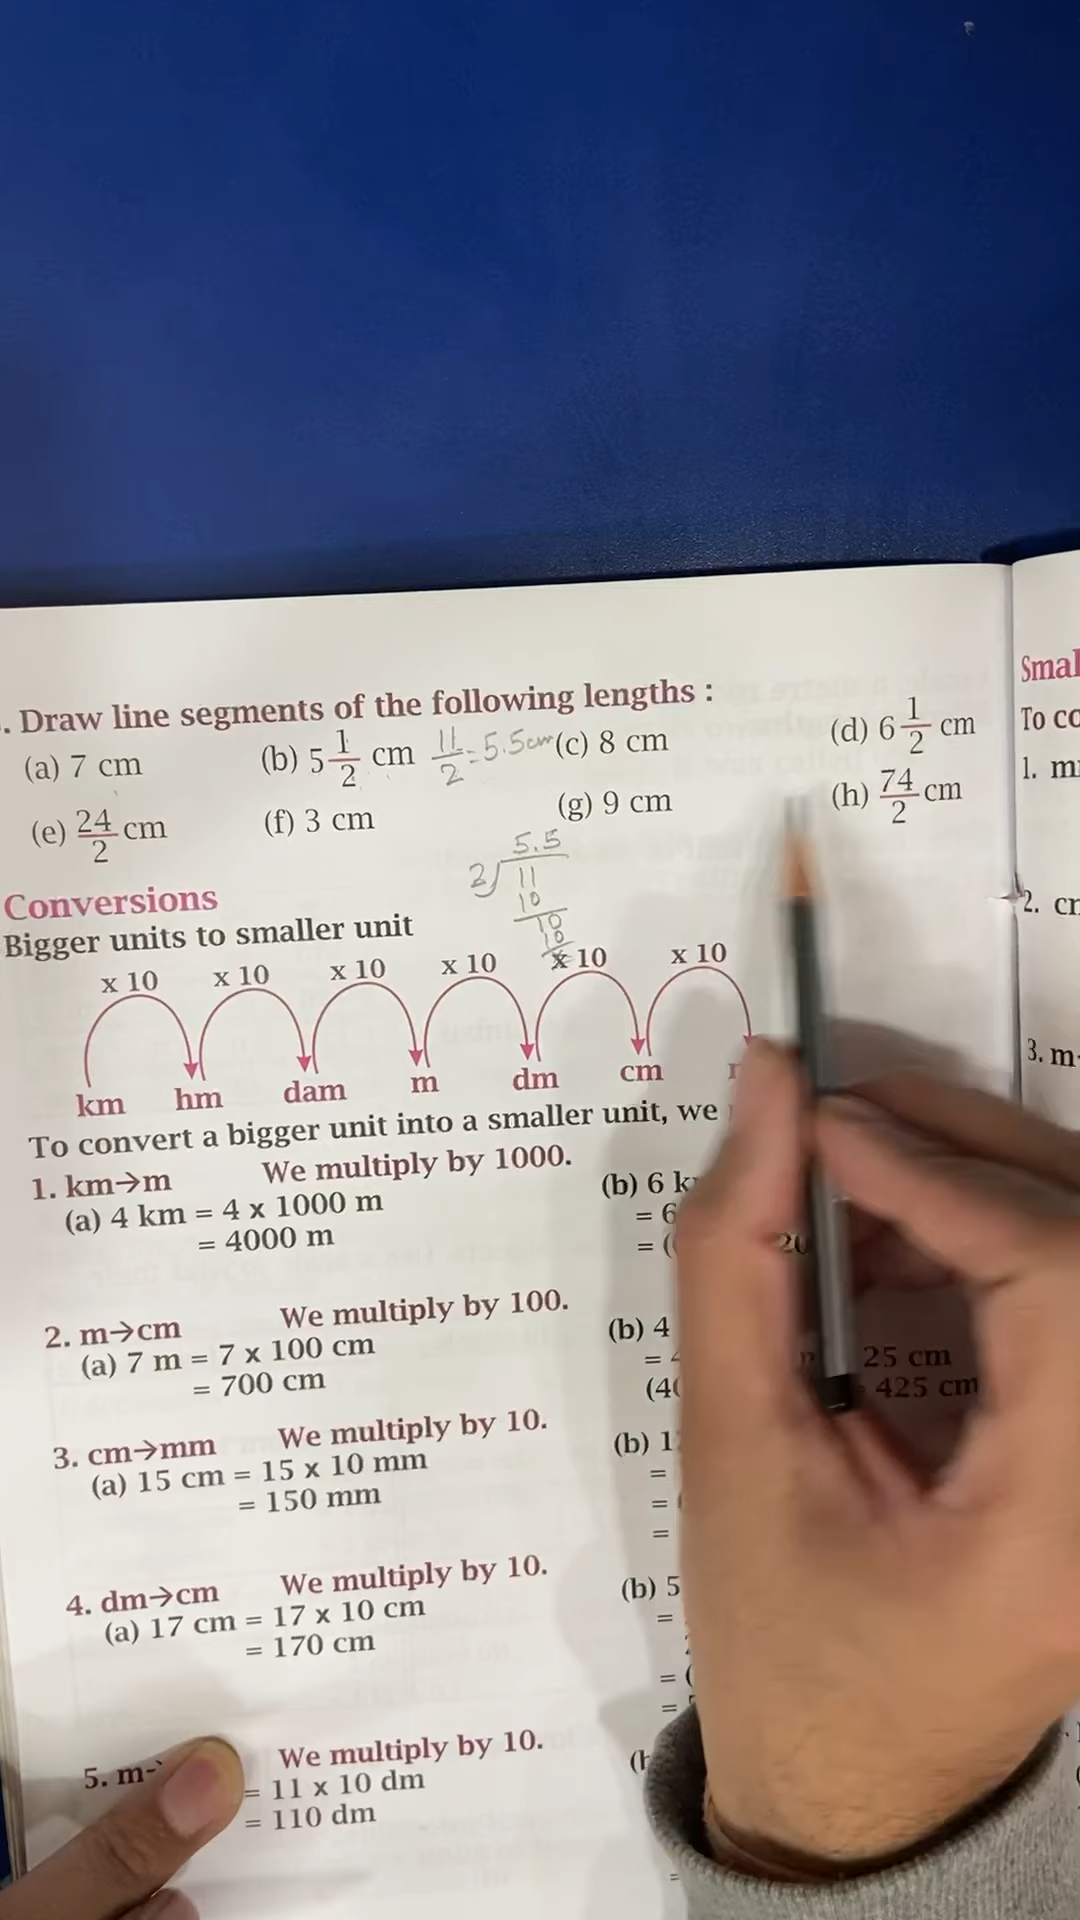 . Draw line segments of the following lengths :
(a) 7 cm (b) 5 1/2 cm 11/2 = 5.5cm (c) 8 cm (d) 6 1/2 cm
(e) 24/2 cm (f) 3 cm (g) 9 cm (h) 74/2 cm
5.5
2 11
10
10
10
x
Conversions
Bigger units to smaller unit
x 10 x 10 x 10 x 10 x 10 x 10
km hm dam m dm cm
To convert a bigger unit into a smaller unit, we
1. km→m We multiply by 1000.
(a) 4 km = 4 x 1000 m
= 4000 m
(b) 6
= 6
= (
2. m→cm We multiply by 100.
(a) 7 m = 7 x 100 cm
= 700 cm
(b) 4
= 25 cm
(4 425 cm
3. cm→mm We multiply by 10.
(a) 15 cm = 15 x 10 mm
= 150 mm
(b) 1
=
=
=
4. dm→cm We multiply by 10.
(a) 17 cm = 17 x 10 cm
= 170 cm
(b) 5
=
= (
=
5. m- We multiply by 10.
= 11 x 10 dm
= 110 dm
Smal
To co
1. m
2. c
3. m